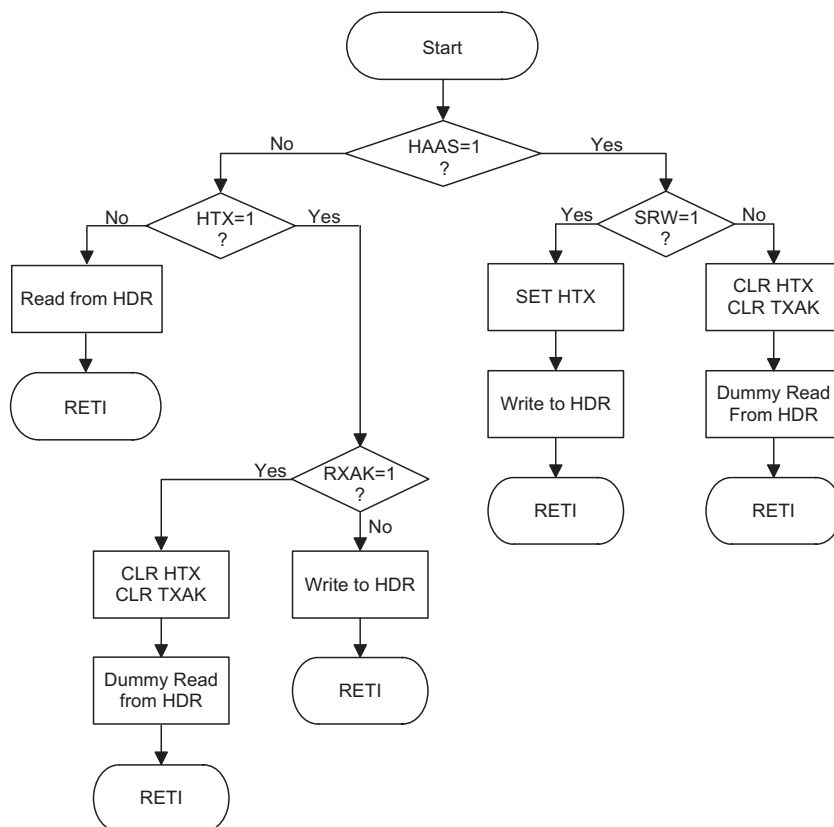 Start
HAAS=1
?
No
Yes
HTX=1
?
No
Yes
SRW=1
?
Yes
No
Read from HDR
SET HTX
CLR HTX
CLR TXAK
RETI
Write to HDR
Dummy Read
From HDR
RXAK=1
?
Yes
No
RETI
RETI
CLR HTX
CLR TXAK
Write to HDR
Dummy Read
from HDR
RETI
RETI